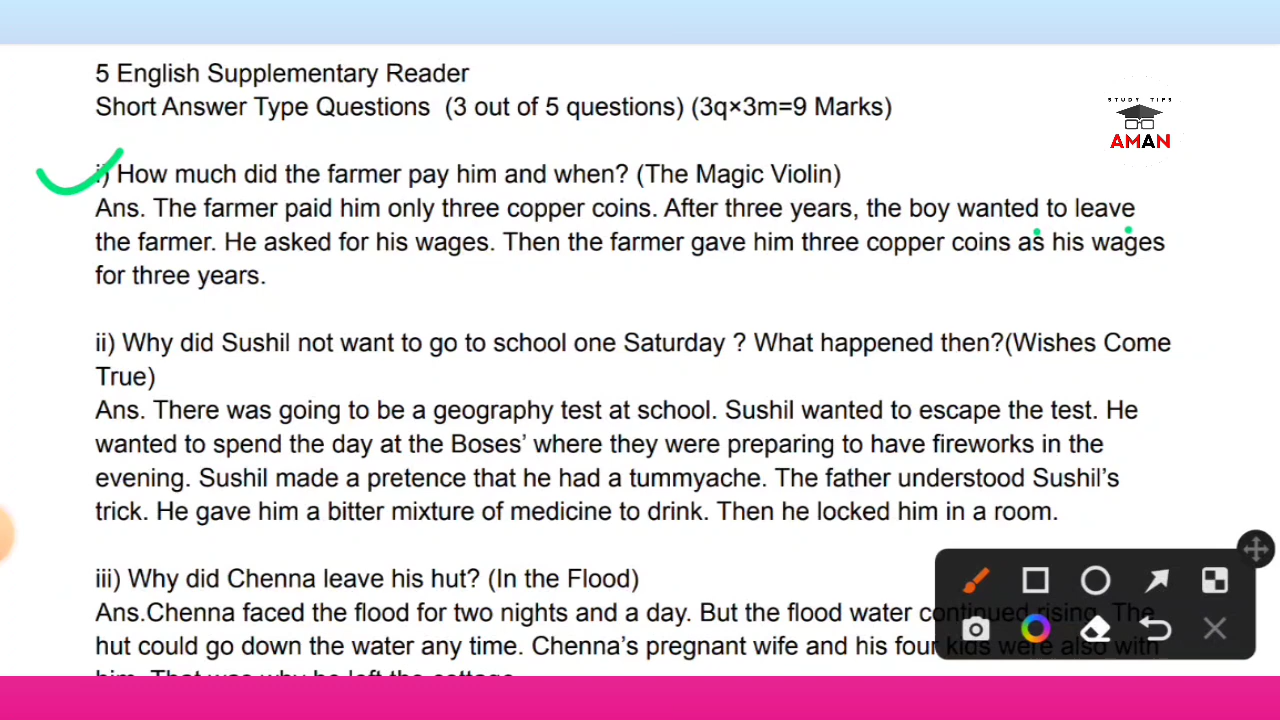 5 English Supplementary Reader
Short Answer Type Questions (3 out of 5 questions) (3q×3m=9 Marks)
STUDY TIPS
AMAN
i) How much did the farmer pay him and when? (The Magic Violin)
Ans. The farmer paid him only three copper coins. After three years, the boy wanted to leave
the farmer. He asked for his wages. Then the farmer gave him three copper coins as his wages
for three years.
ii) Why did Sushil not want to go to school one Saturday ? What happened then?(Wishes Come
True)
Ans. There was going to be a geography test at school. Sushil wanted to escape the test. He
wanted to spend the day at the Boses’ where they were preparing to have fireworks in the
evening. Sushil made a pretence that he had a tummyache. The father understood Sushil’s
trick. He gave him a bitter mixture of medicine to drink. Then he locked him in a room.
iii) Why did Chenna leave his hut? (In the Flood)
Ans.Chenna faced the flood for two nights and a day. But the flood water continued rising. The
hut could go down the water any time. Chenna’s pregnant wife and his four kids were also with
him. That was why he left the cottage